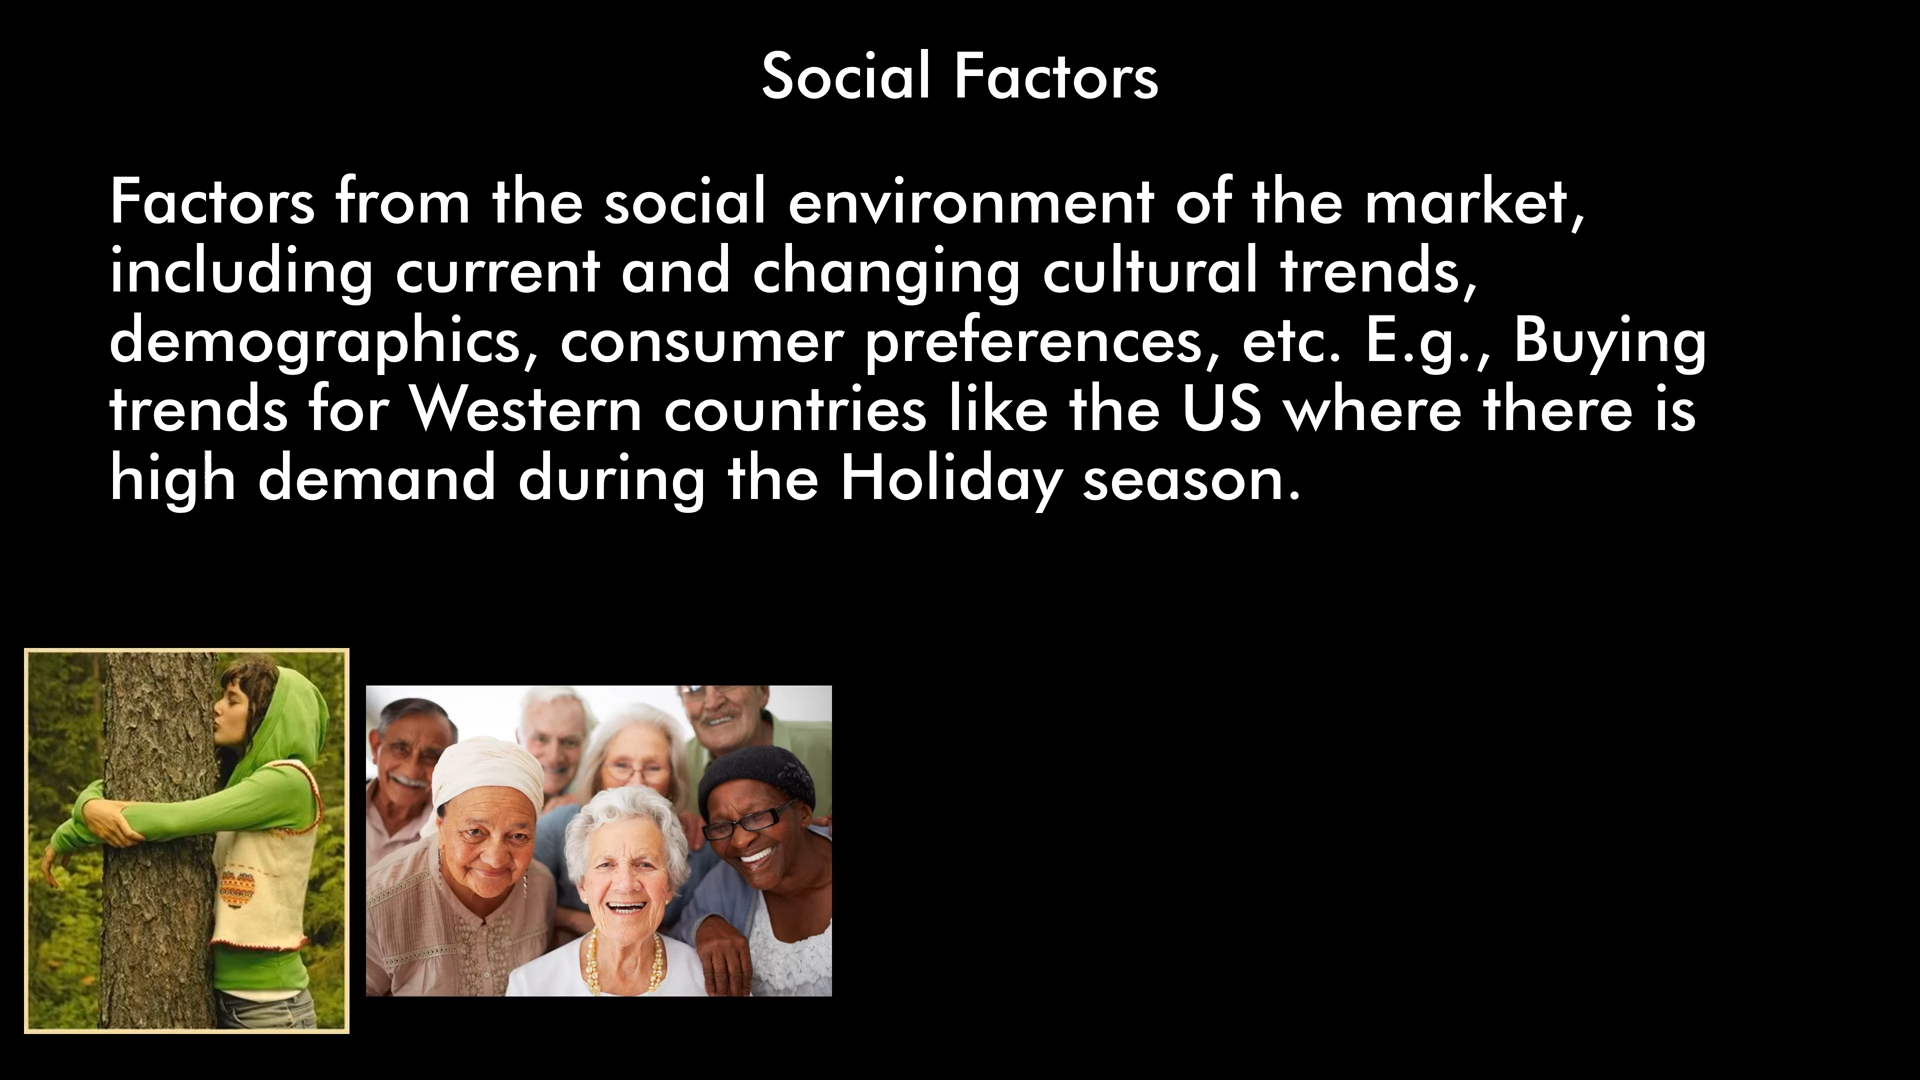 Social Factors
Factors from the social environment of the market,
including current and changing cultural trends,
demographics, consumer preferences, etc. E.g., Buying
trends for Western countries like the US where there is
high demand during the Holiday season.